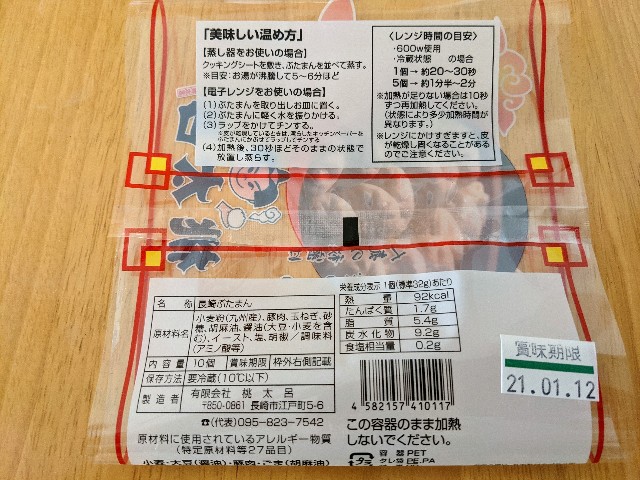 「美味しい温め方」
【蒸し器をお使いの場合】
クッキングシートを敷き、ぶたまんを並べて蒸す。
※目安:お湯が沸騰して5〜6分ほど
【電子レンジをお使いの場合】
(1)ぶたまんを取り出しお皿に置く。
(2)ぶたまんに軽く水を振りかける。
(3)ラップをかけてチンする。
(4)加熱後、30秒ほどそのままの状態で
放置し蒸らす。
〈レンジ時間の目安〉
・600w使用
・冷蔵状態 の場合
1個→約20〜30秒
5個→約1分半〜2分
※加熱が足りない場合は10秒
ずつ再加熱してください。
(状態により多少加熱時間が
異なります。)
※レンジにかけすぎますと、皮
が乾燥し固くなることがある
のでご注意ください。
名称 長崎ぶたまん
原材料名 小麦粉(九州産)、豚肉、玉ねぎ、砂
糖、胡麻油、醤油(大豆・小麦を含
む)、イースト、塩、胡椒/調味料
(アミノ酸等)
内容量 10個 賞味期限 枠外右側記載
保存方法 要冷蔵(10℃以下)
製造者 有限会社 桃太呂
〒850-0861 長崎市江戸町5-6
☎(代表)095-823-7542
原材料に使用されているアレルギー物質
(特定原材料等27品目)
小麦・大豆(醤油)・豚肉・ごま(胡麻油)
栄養成分表示 1個(標準32g)あたり
熱量 92kcal
たんぱく質 1.7g
脂質 5.4g
炭水化物 9.2g
食塩相当量 0.2g
4 582157 410117
賞味期限
21.01.12
この容器のまま加熱
しないでください。
プラ
容器 PET